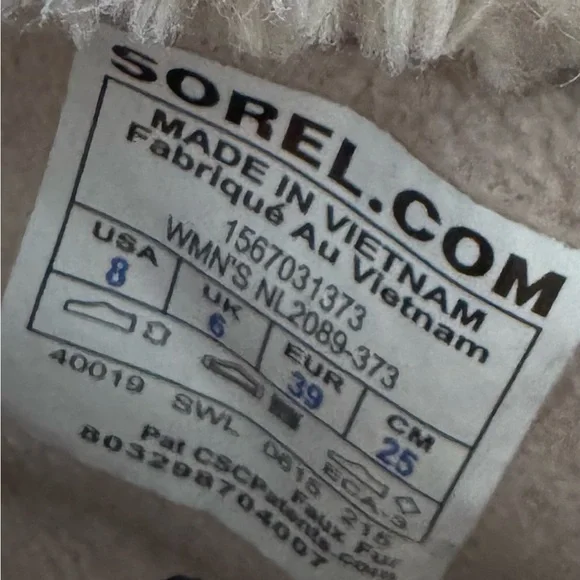 SOREL.COM
MADE IN VIETNAM
Fabriqué Au Vietnam
1567031373
WMN'S NL2089-373
USA UK EUR CM
8 6 39 25
40019 SWL 0615 215 ECA-3
Pat CSCPatents.com
Faux Fur
803298704007